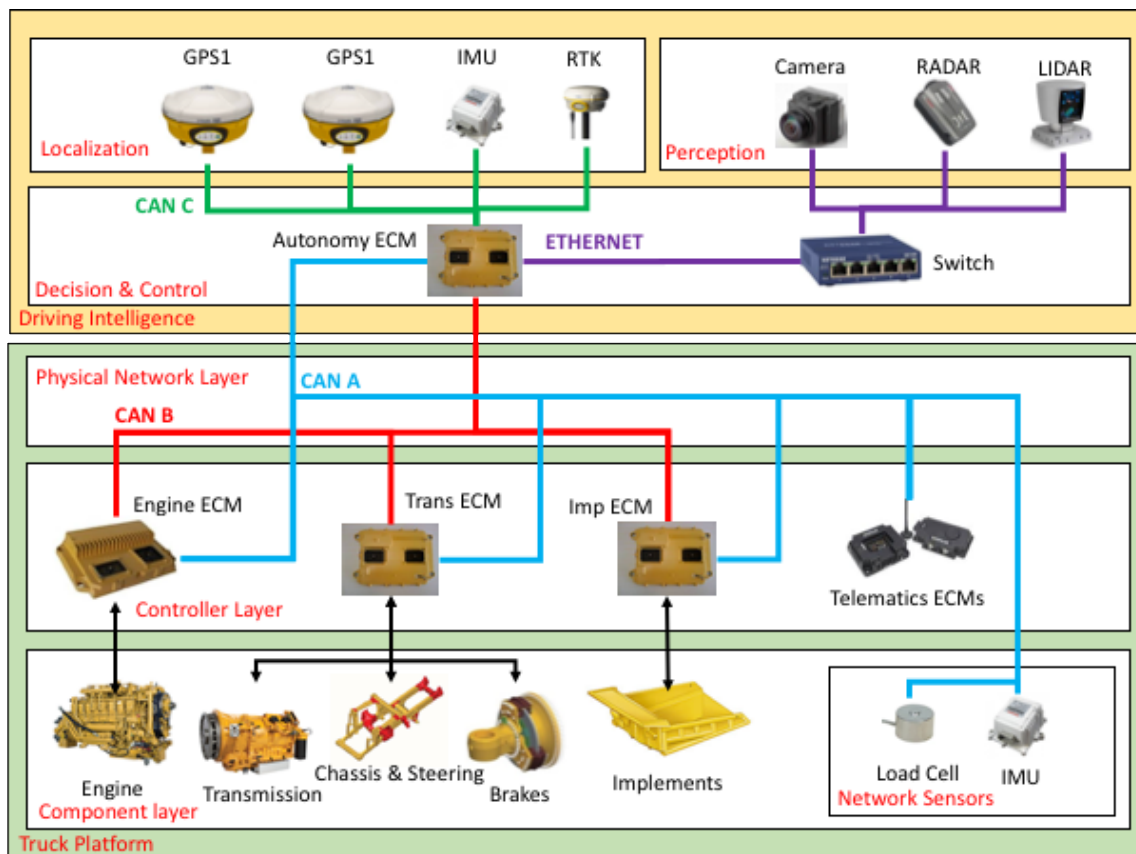 GPS1
GPS1
IMU
RTK
Localization
Camera
RADAR
LIDAR
Perception
CAN C
Autonomy ECM
ETHERNET
Switch
Decision & Control
Driving Intelligence
Physical Network Layer
CAN A
CAN B
Engine ECM
Trans ECM
Imp ECM
Telematics ECMs
Controller Layer
Engine
Transmission
Chassis & Steering
Brakes
Implements
Load Cell
IMU
Component layer
Network Sensors
Truck Platform